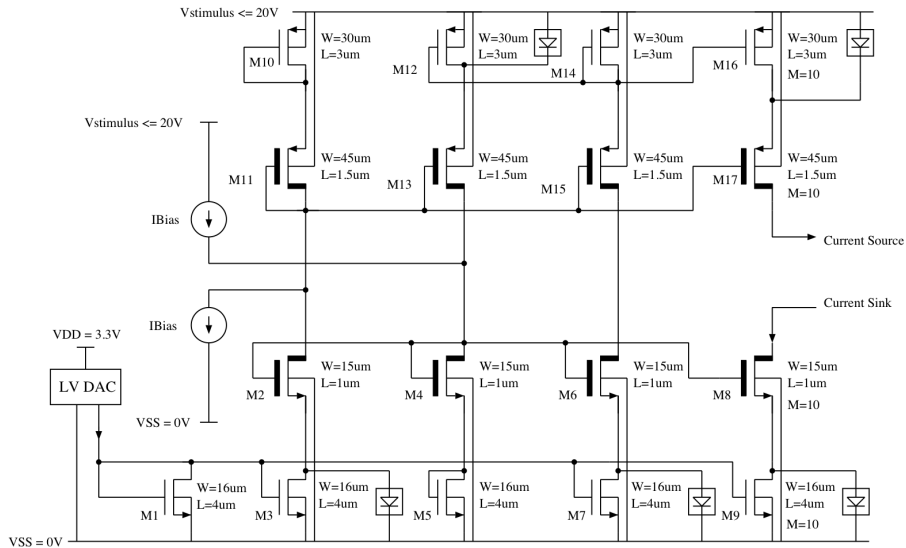 Vstimulus <= 20V
M10
W=30um
L=3um
M12
W=30um
L=3um
M14
W=30um
L=3um
M16
W=30um
L=3um
M=10
Vstimulus <= 20V
M11
W=45um
L=1.5um
M13
W=45um
L=1.5um
M15
W=45um
L=1.5um
M17
W=45um
L=1.5um
M=10
IBias
Current Source
IBias
Current Sink
VDD = 3.3V
LV DAC
VSS = 0V
M2
W=15um
L=1um
M4
W=15um
L=1um
M6
W=15um
L=1um
M8
W=15um
L=1um
M=10
M1
W=16um
L=4um
M3
W=16um
L=4um
M5
W=16um
L=4um
M7
W=16um
L=4um
M9
W=16um
L=4um
M=10
VSS = 0V